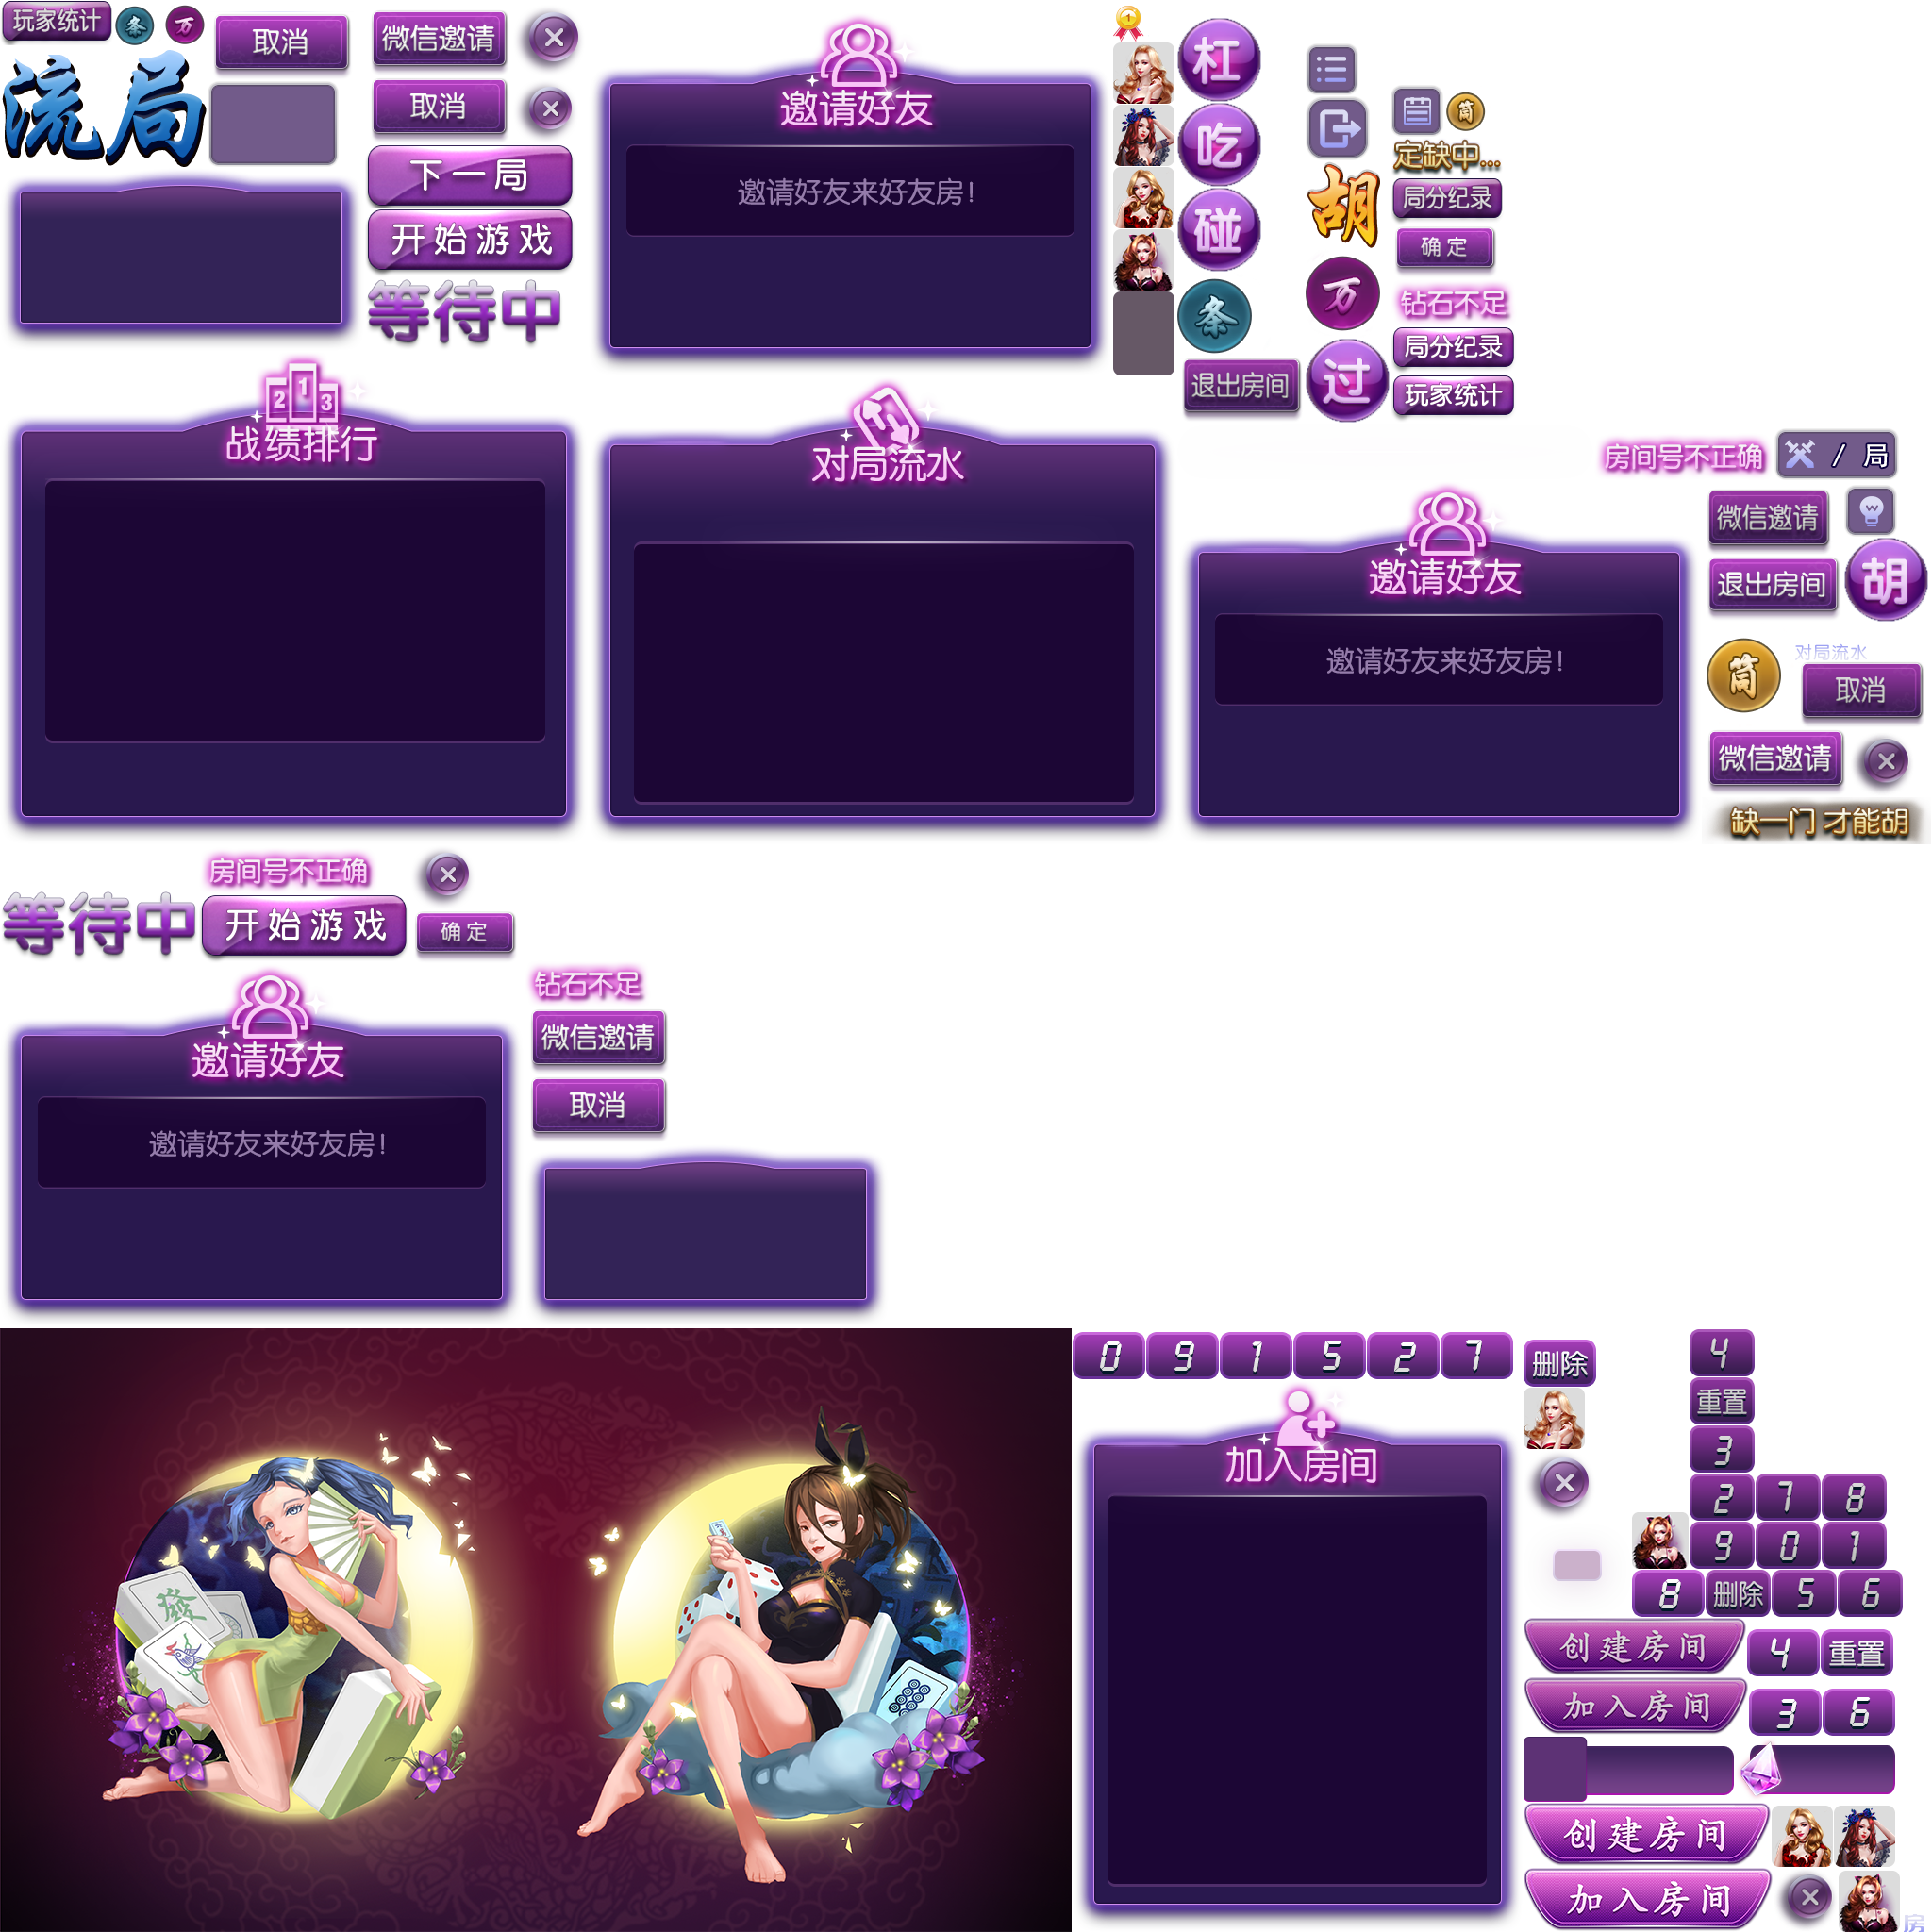 玩家统计
条
万
取消
微信邀请
流局
取消
下一局
开始游戏
等待中
邀请好友
邀请好友来好友房！
1
杠
吃
碰
条
退出房间
胡
万
过
筒
定缺中...
局分纪录
确定
钻石不足
局分纪录
玩家统计
2 1 3
战绩排行
对局流水
邀请好友
邀请好友来好友房！
房间号不正确
/ 局
微信邀请
退出房间
胡
筒
对局流水
取消
微信邀请
缺一门 才能胡
房间号不正确
等待中
开始游戏
确定
邀请好友
邀请好友来好友房！
钻石不足
微信邀请
取消
發
0 9 1 5 2 7
加入房间
删除
4
重置
3
2 7 8
9 0 1
8 删除 5 6
创建房间
4 重置
加入房间
3 6
创建房间
加入房间
房